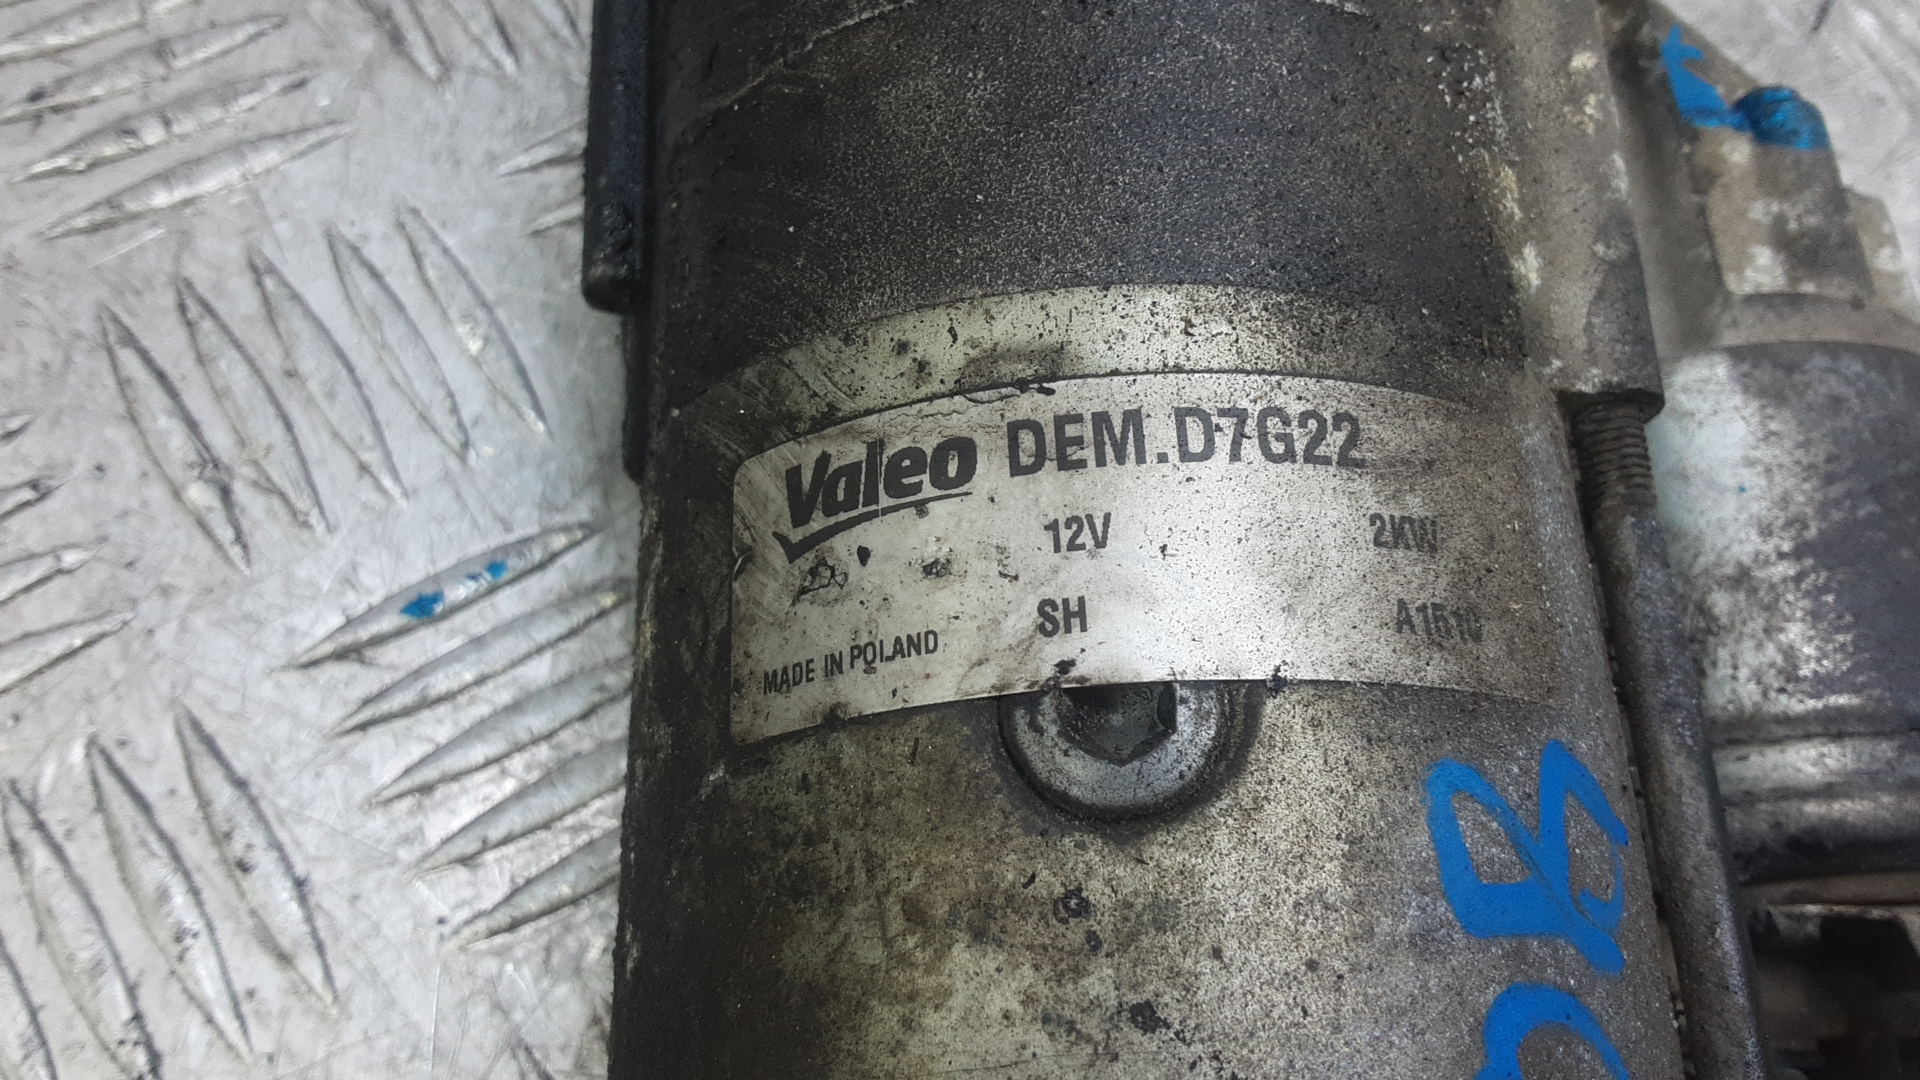 Valeo DEM.D7G22
12V 2KW
SH A1510
MADE IN POLAND